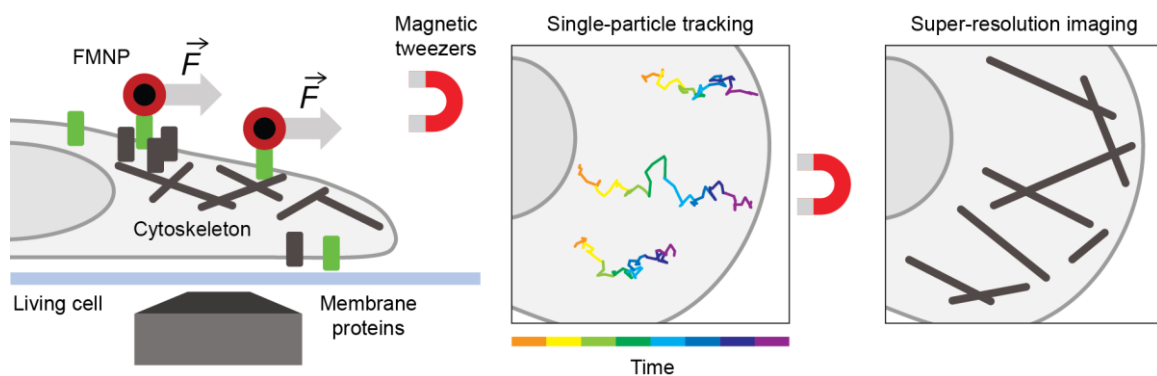 FMNP
F
F
Magnetic
tweezers
Cytoskeleton
Living cell
Membrane
proteins
Single-particle tracking
Time
Super-resolution imaging